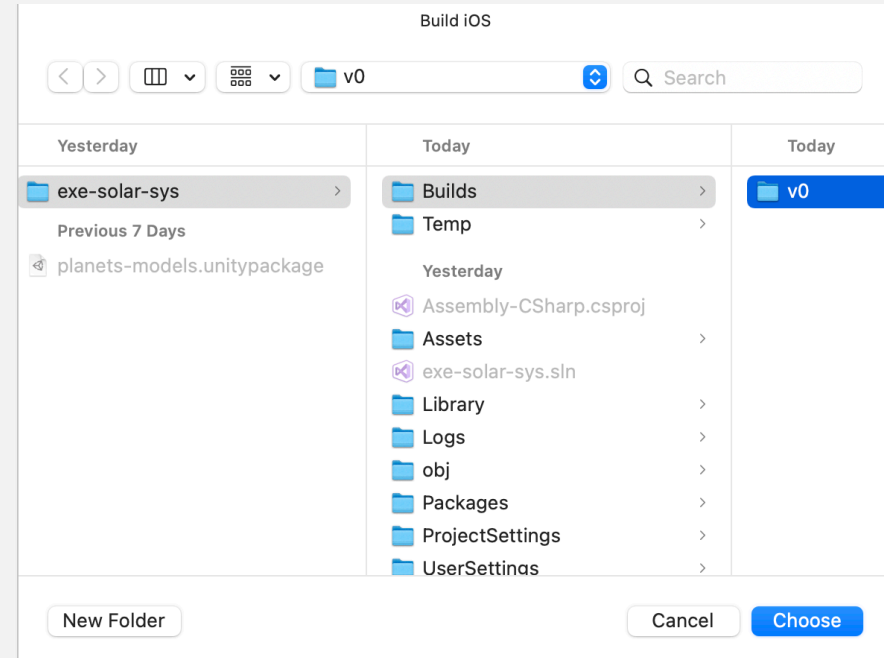 Build iOS
v0
Search
Yesterday
exe-solar-sys
Previous 7 Days
planets-models.unitypackage
Today
Builds
Temp
Yesterday
Assembly-CSharp.csproj
Assets
exe-solar-sys.sln
Library
Logs
obj
Packages
ProjectSettings
UserSettings
Today
v0
New Folder
Cancel
Choose